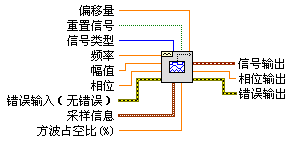 偏移量
重置信号
信号类型
频率
幅值
相位
错误输入(无错误)
采样信息
方波占空比(%)
信号输出
相位输出
错误输出